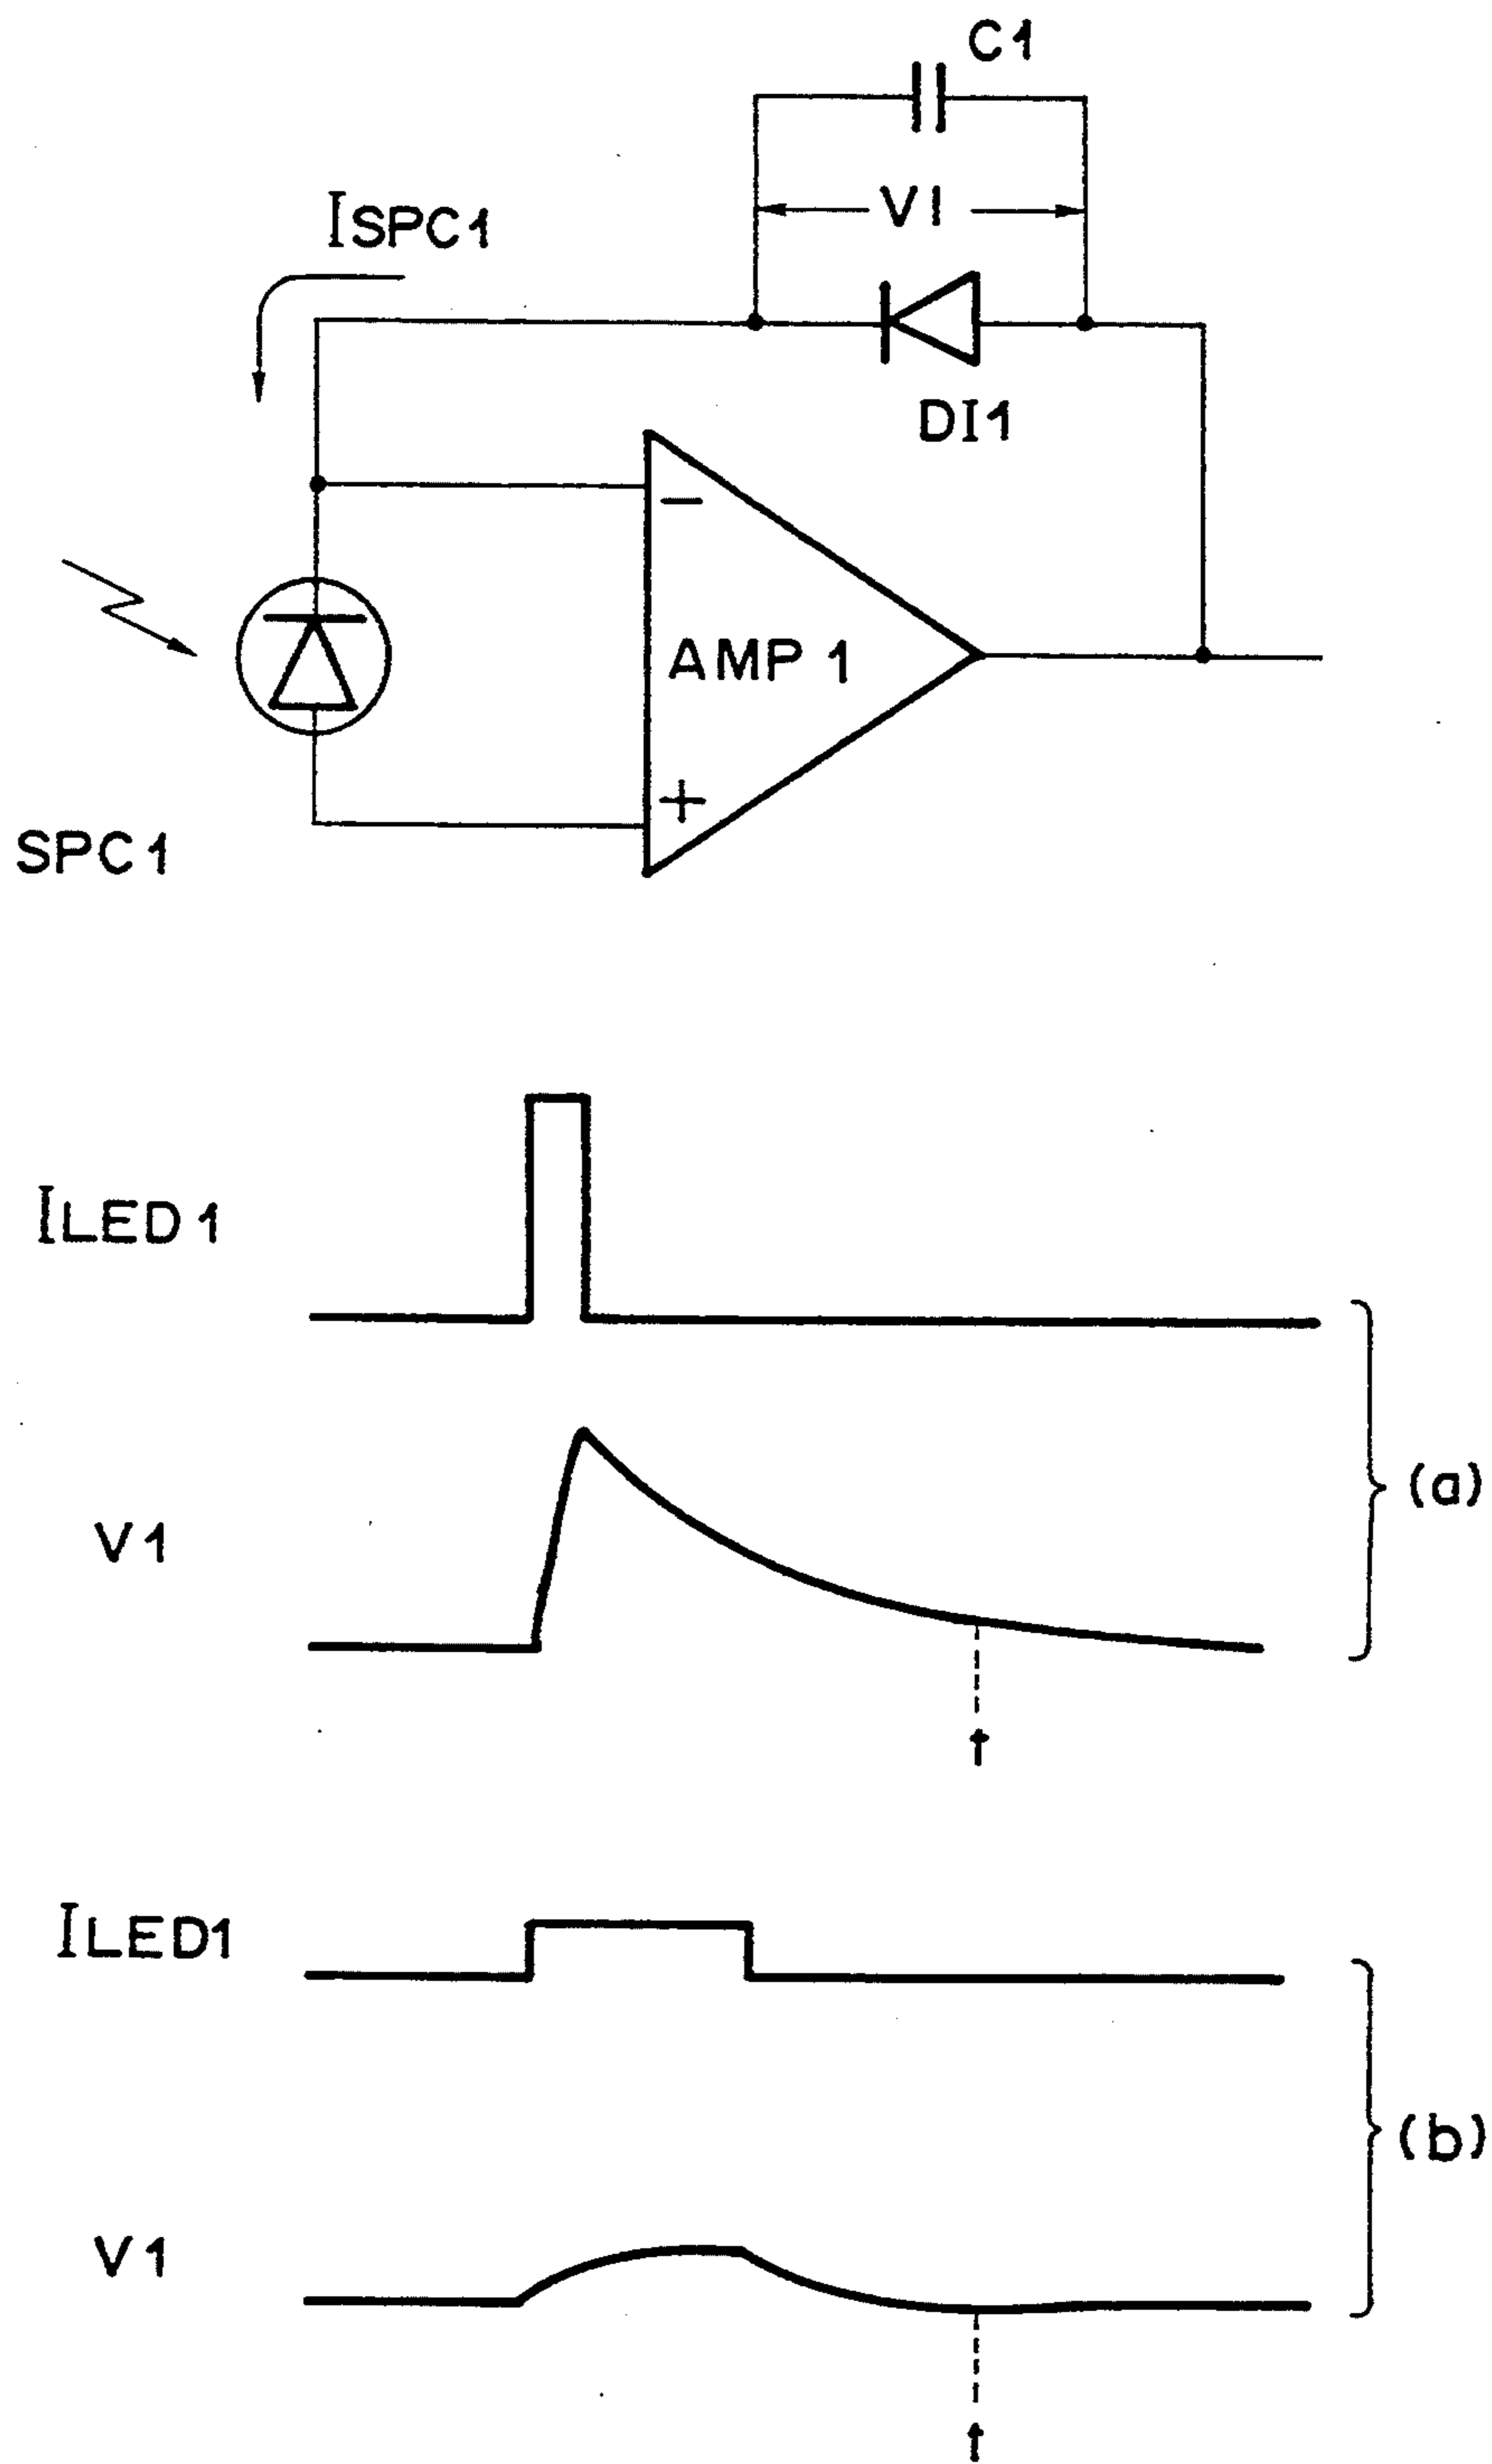 C1
ISPC1
V1
DI1
−
AMP 1
+
SPC1
ILED1
V1
(a)
t
ILED1
V1
(b)
t